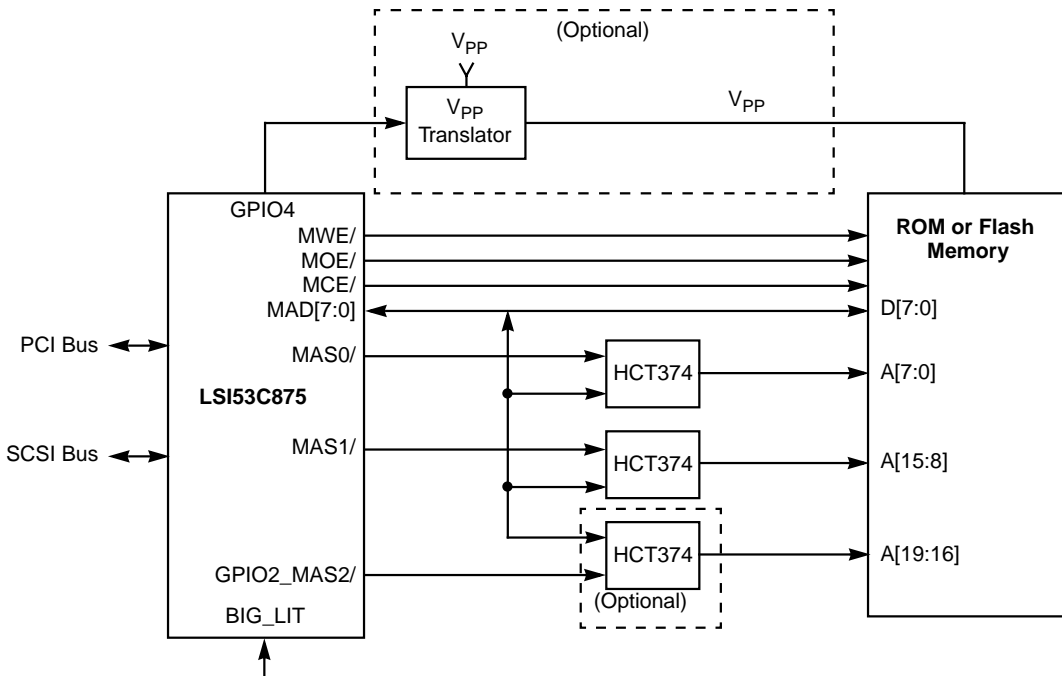 (Optional)
VPP
VPP
Translator
VPP
GPIO4
MWE/
MOE/
MCE/
MAD[7:0]
MAS0/
MAS1/
GPIO2_MAS2/
BIG_LIT
LSI53C875
PCI Bus
SCSI Bus
HCT374
HCT374
HCT374
(Optional)
ROM or Flash
Memory
D[7:0]
A[7:0]
A[15:8]
A[19:16]